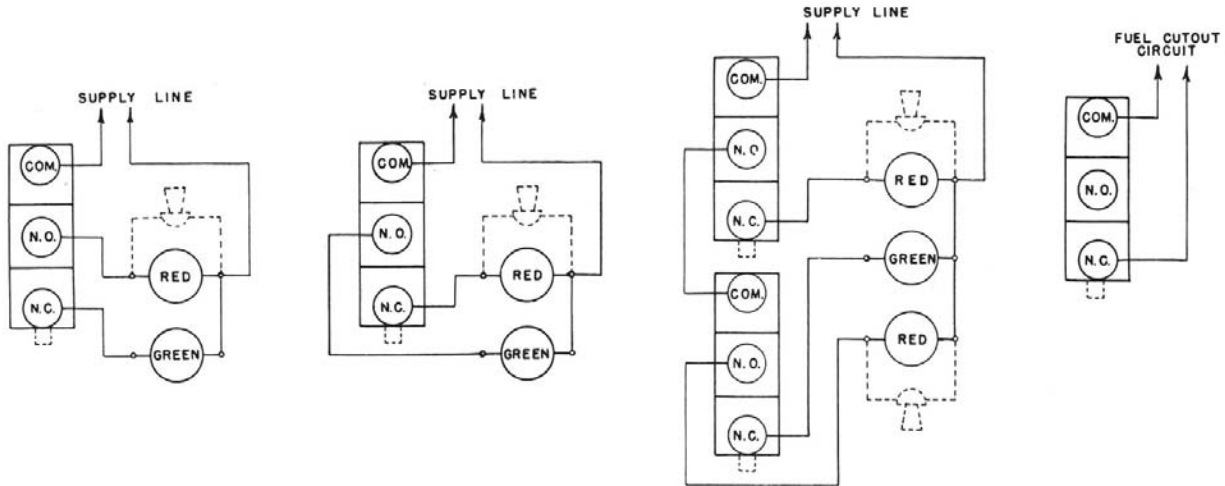 SUPPLY LINE
COM.
N.O.
N.C.
RED
GREEN
SUPPLY LINE
COM.
N.O.
N.C.
RED
GREEN
SUPPLY LINE
COM.
N.O
N.C.
COM.
N.O.
N.C.
RED
GREEN
RED
FUEL CUTOUT
CIRCUIT
COM.
N.O.
N.C.